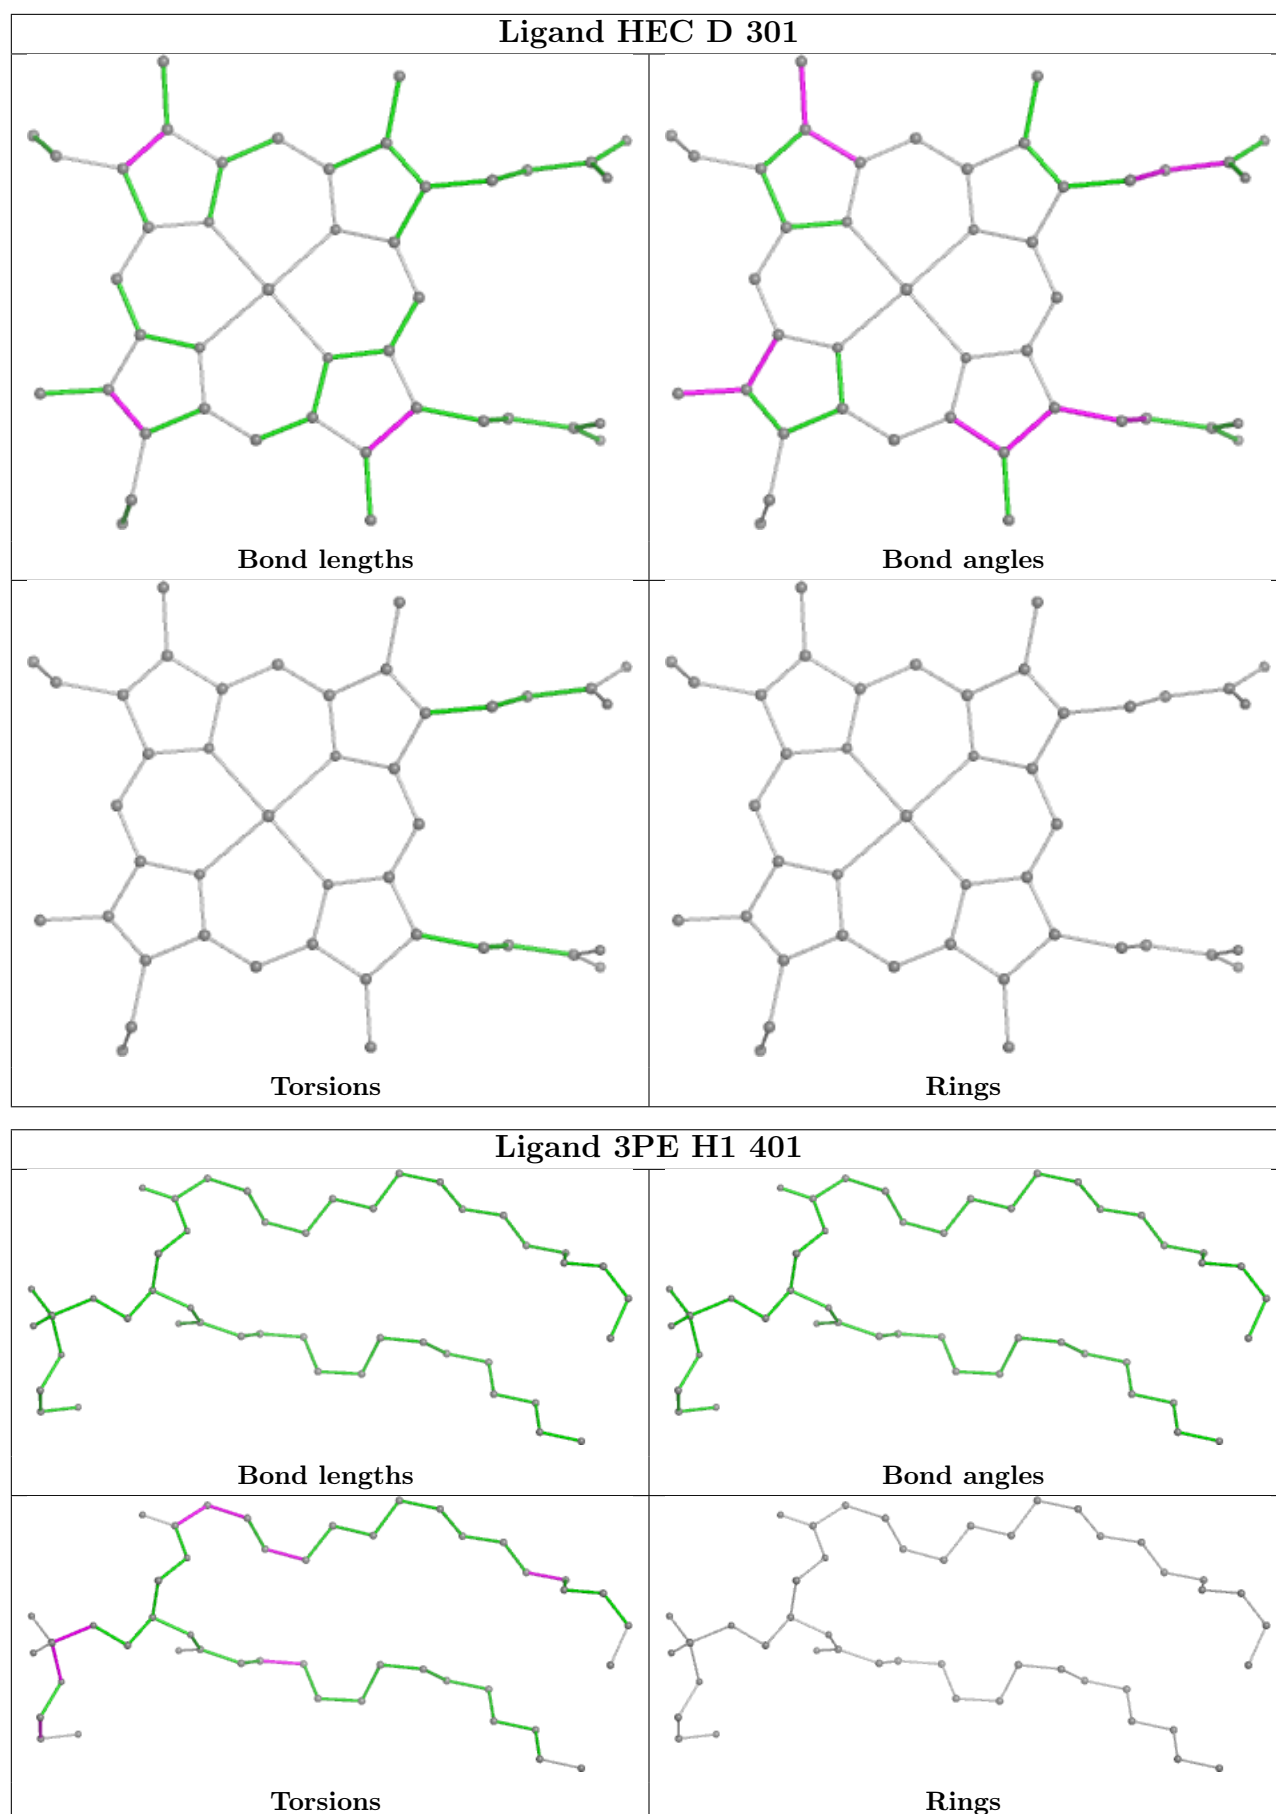 Ligand HEC D 301
Bond lengths
Bond angles
Torsions
Rings
Ligand 3PE H1 401
Bond lengths
Bond angles
Torsions
Rings